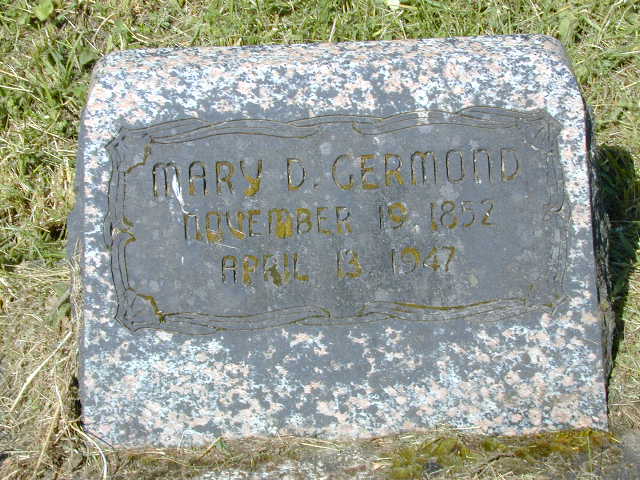 MARY D. GERMOND
NOVEMBER 19, 1852
APRIL 13, 1947